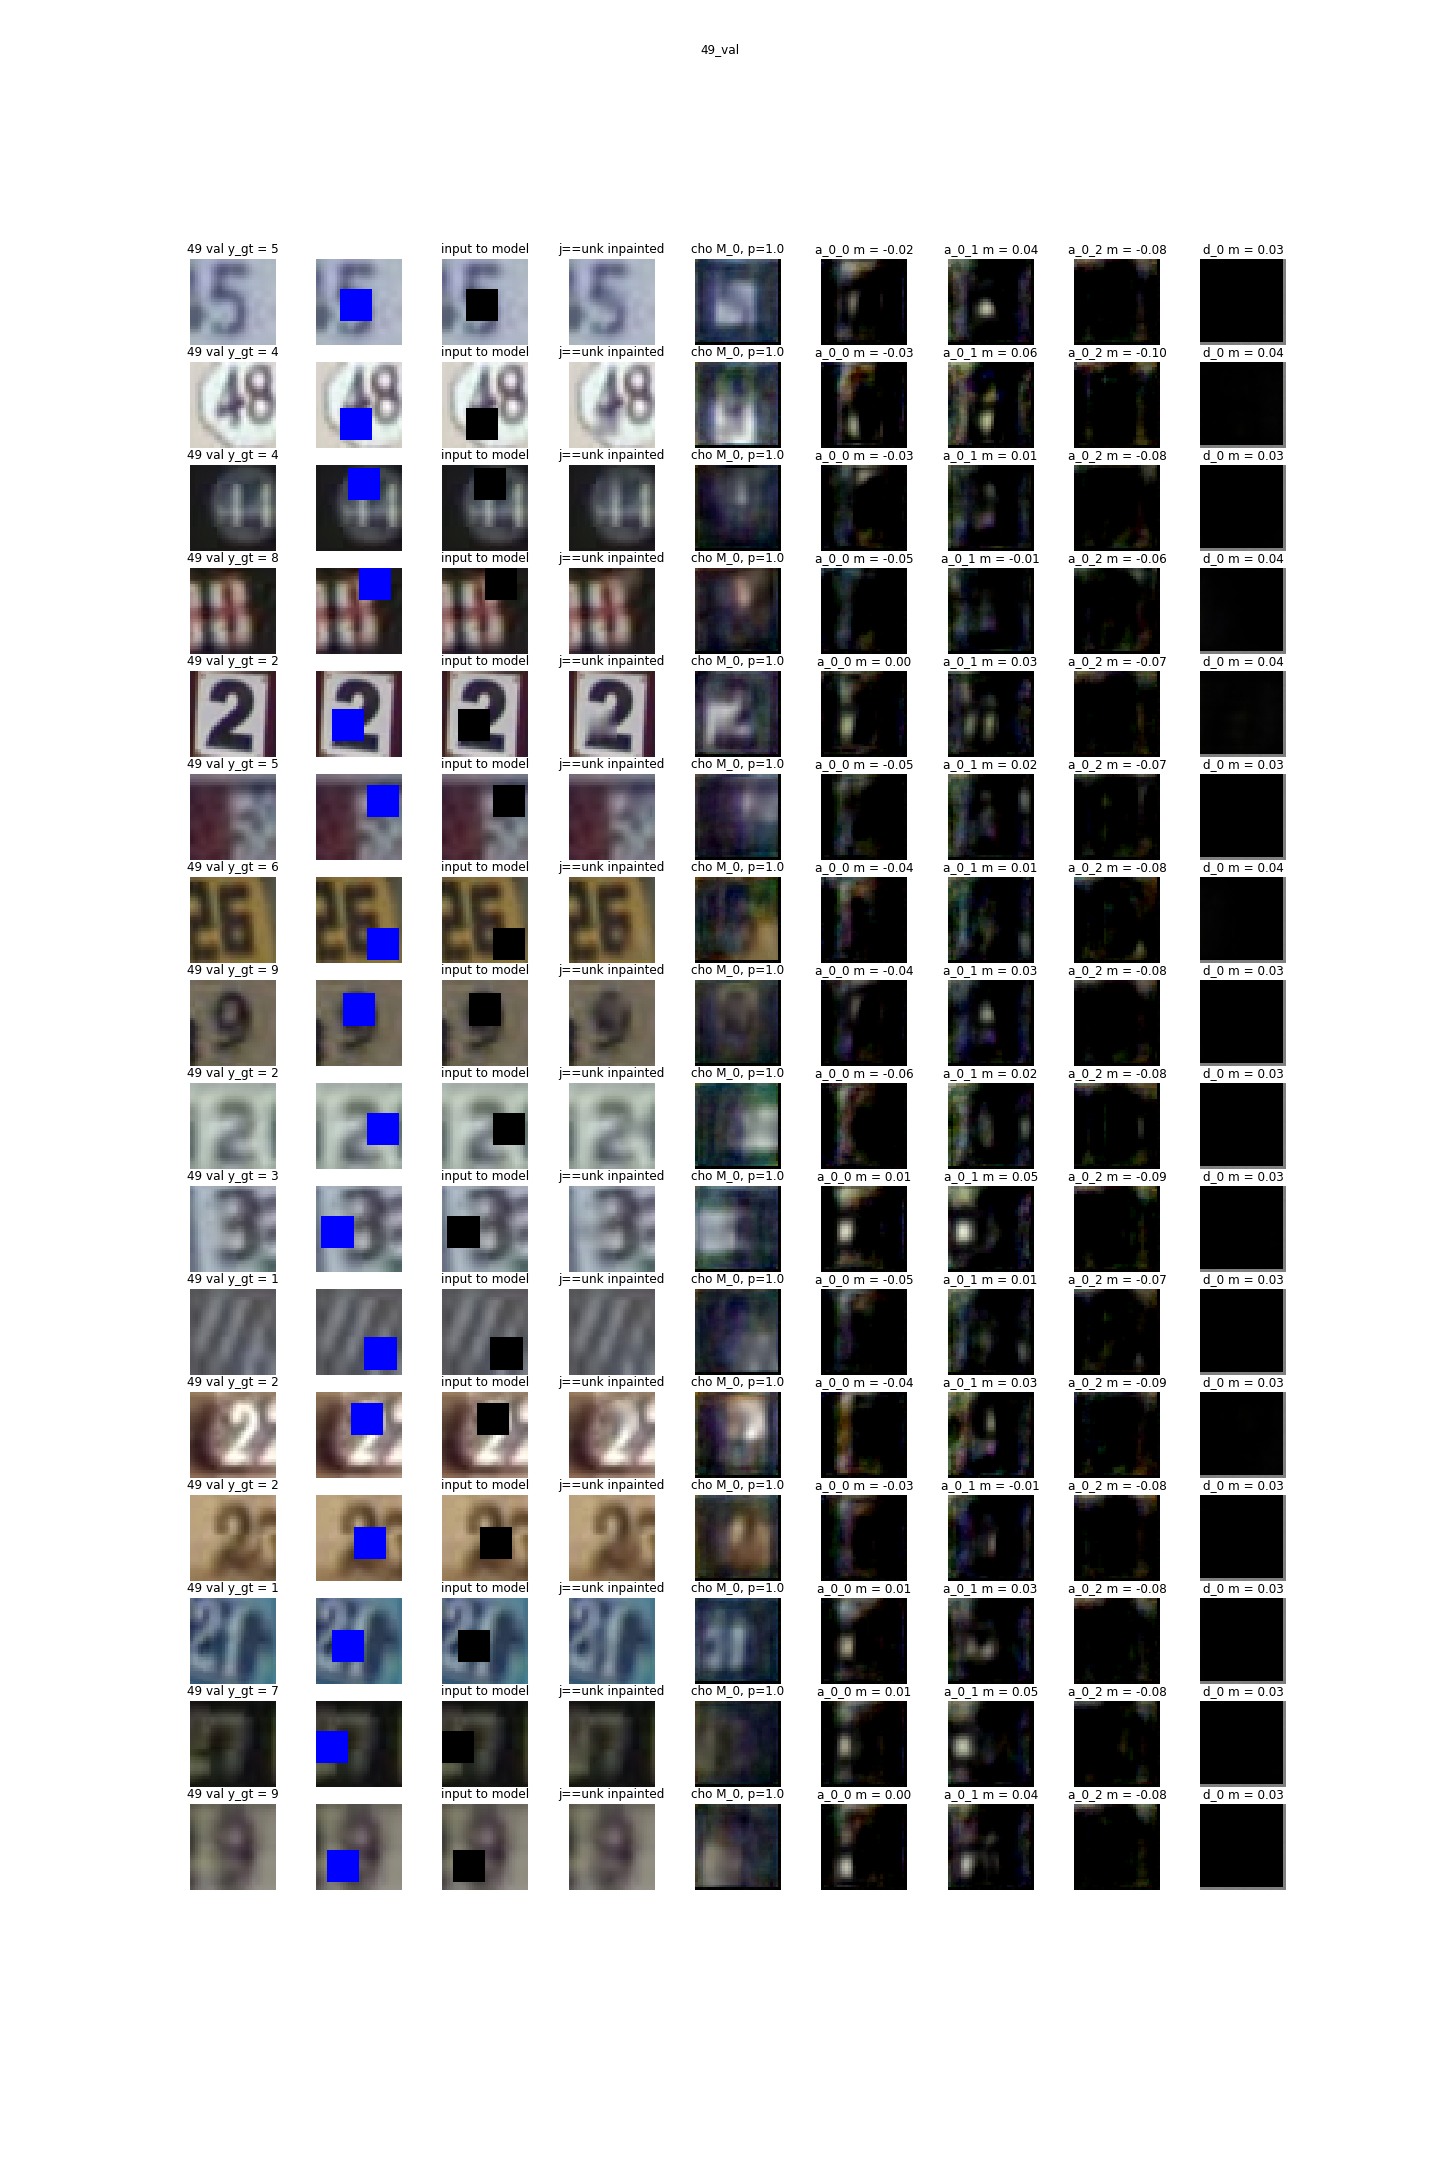 49_val
49 val y_gt = 5 input to model j==unk inpainted cho M_0, p=1.0 a_0_0 m = -0.02 a_0_1 m = 0.04 a_0_2 m = -0.08 d_0 m = 0.03
49 val y_gt = 4 input to model j==unk inpainted cho M_0, p=1.0 a_0_0 m = -0.03 a_0_1 m = 0.06 a_0_2 m = -0.10 d_0 m = 0.04
49 val y_gt = 4 input to model j==unk inpainted cho M_0, p=1.0 a_0_0 m = -0.03 a_0_1 m = 0.01 a_0_2 m = -0.08 d_0 m = 0.03
49 val y_gt = 8 input to model j==unk inpainted cho M_0, p=1.0 a_0_0 m = -0.05 a_0_1 m = -0.01 a_0_2 m = -0.06 d_0 m = 0.04
49 val y_gt = 2 input to model j==unk inpainted cho M_0, p=1.0 a_0_0 m = 0.00 a_0_1 m = 0.03 a_0_2 m = -0.07 d_0 m = 0.04
49 val y_gt = 5 input to model j==unk inpainted cho M_0, p=1.0 a_0_0 m = -0.05 a_0_1 m = 0.02 a_0_2 m = -0.07 d_0 m = 0.03
49 val y_gt = 6 input to model j==unk inpainted cho M_0, p=1.0 a_0_0 m = -0.04 a_0_1 m = 0.01 a_0_2 m = -0.08 d_0 m = 0.04
49 val y_gt = 9 input to model j==unk inpainted cho M_0, p=1.0 a_0_0 m = -0.04 a_0_1 m = 0.03 a_0_2 m = -0.08 d_0 m = 0.03
49 val y_gt = 2 input to model j==unk inpainted cho M_0, p=1.0 a_0_0 m = -0.06 a_0_1 m = 0.02 a_0_2 m = -0.08 d_0 m = 0.03
49 val y_gt = 3 input to model j==unk inpainted cho M_0, p=1.0 a_0_0 m = 0.01 a_0_1 m = 0.05 a_0_2 m = -0.09 d_0 m = 0.03
49 val y_gt = 1 input to model j==unk inpainted cho M_0, p=1.0 a_0_0 m = -0.05 a_0_1 m = 0.01 a_0_2 m = -0.07 d_0 m = 0.03
49 val y_gt = 2 input to model j==unk inpainted cho M_0, p=1.0 a_0_0 m = -0.04 a_0_1 m = 0.03 a_0_2 m = -0.09 d_0 m = 0.03
49 val y_gt = 2 input to model j==unk inpainted cho M_0, p=1.0 a_0_0 m = -0.03 a_0_1 m = -0.01 a_0_2 m = -0.08 d_0 m = 0.03
49 val y_gt = 1 input to model j==unk inpainted cho M_0, p=1.0 a_0_0 m = 0.01 a_0_1 m = 0.03 a_0_2 m = -0.08 d_0 m = 0.03
49 val y_gt = 7 input to model j==unk inpainted cho M_0, p=1.0 a_0_0 m = 0.01 a_0_1 m = 0.05 a_0_2 m = -0.08 d_0 m = 0.03
49 val y_gt = 9 input to model j==unk inpainted cho M_0, p=1.0 a_0_0 m = 0.00 a_0_1 m = 0.04 a_0_2 m = -0.08 d_0 m = 0.03